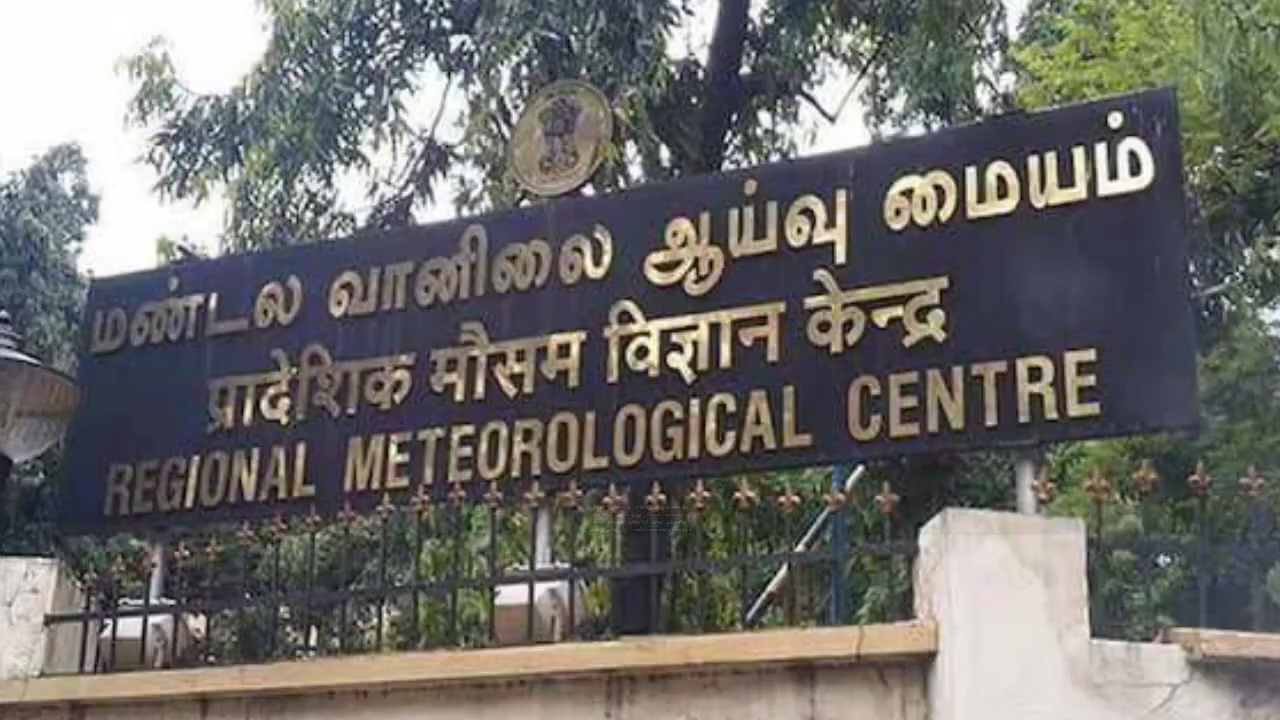 மண்டல வானிலை ஆய்வு மையம்
प्रादेशिक मौसम विज्ञान केन्द्र
REGIONAL METEOROLOGICAL CENTRE